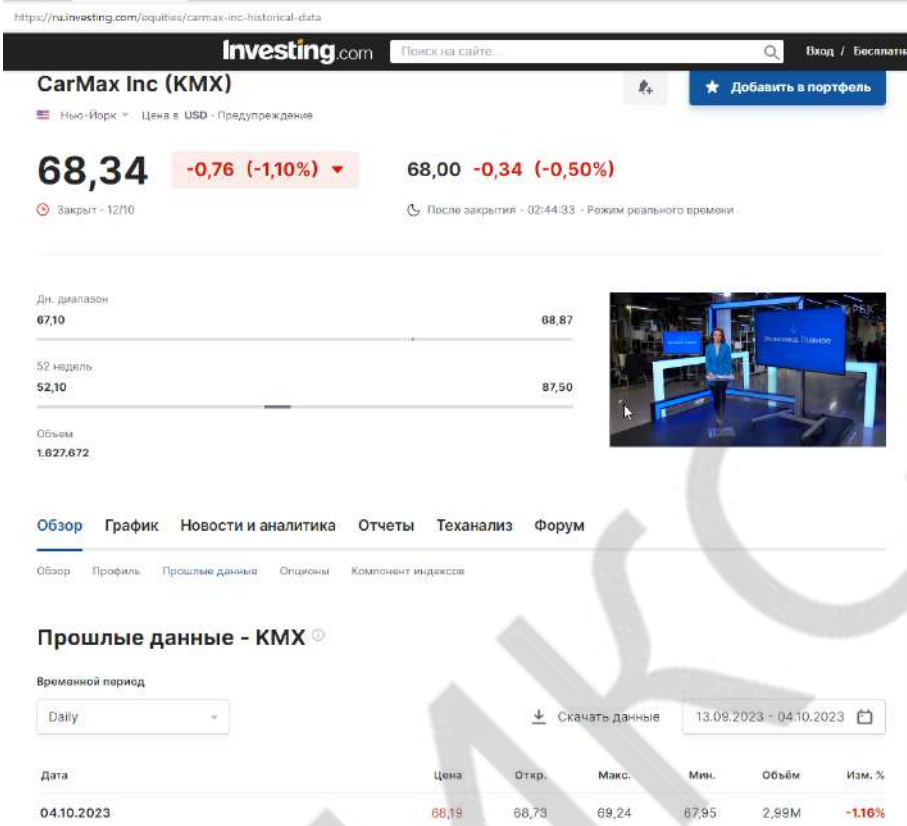 https://ru.investing.com/equities/carmax-inc-historical-data
Investing.com Поиск на сайте... Вход / Бесплатн
CarMax Inc (KMX) Добавить в портфель
Нью-Йорк Цена в USD - Предупреждение
68,34 -0,76 (-1,10%) 68,00 -0,34 (-0,50%)
Закрыт - 12/10 После закрытия - 02:44:33 - Режим реального времени
Дн. диапазон
67,10 68,87
52 недель
52,10 87,50
Объем
1.627.672
РБК
Главное
Обзор График Новости и аналитика Отчеты Теханализ Форум
Обзор Профиль Прошлые данные Опционы Компонент индексов
Прошлые данные - KMX
Временной период
Daily Скачать данные 13.09.2023 - 04.10.2023
Дата Цена Откр. Макс. Мин. Объём Изм. %
04.10.2023 68,19 68,73 69,24 67,95 2,99M -1.16%